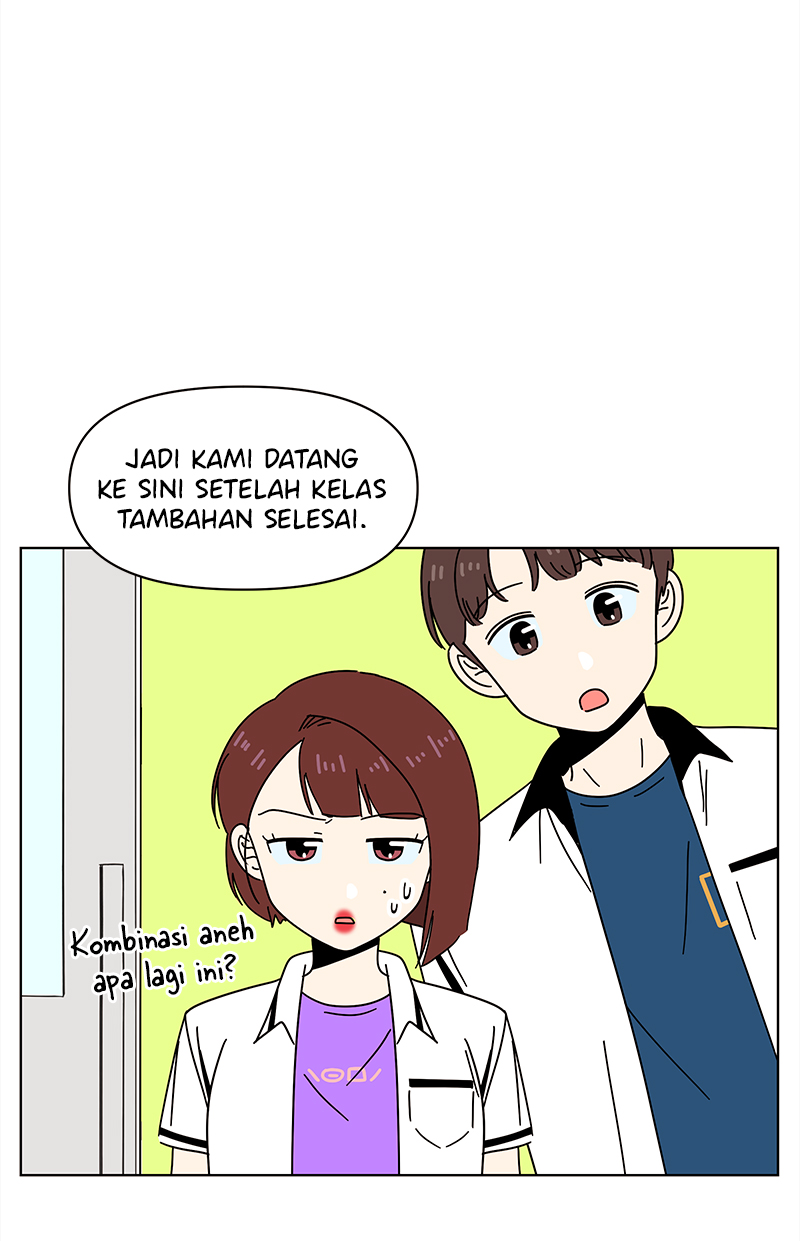 JADI KAMI DATANG
KE SINI SETELAH KELAS
TAMBAHAN SELESAI.
Kombinasi aneh
apa lagi ini?